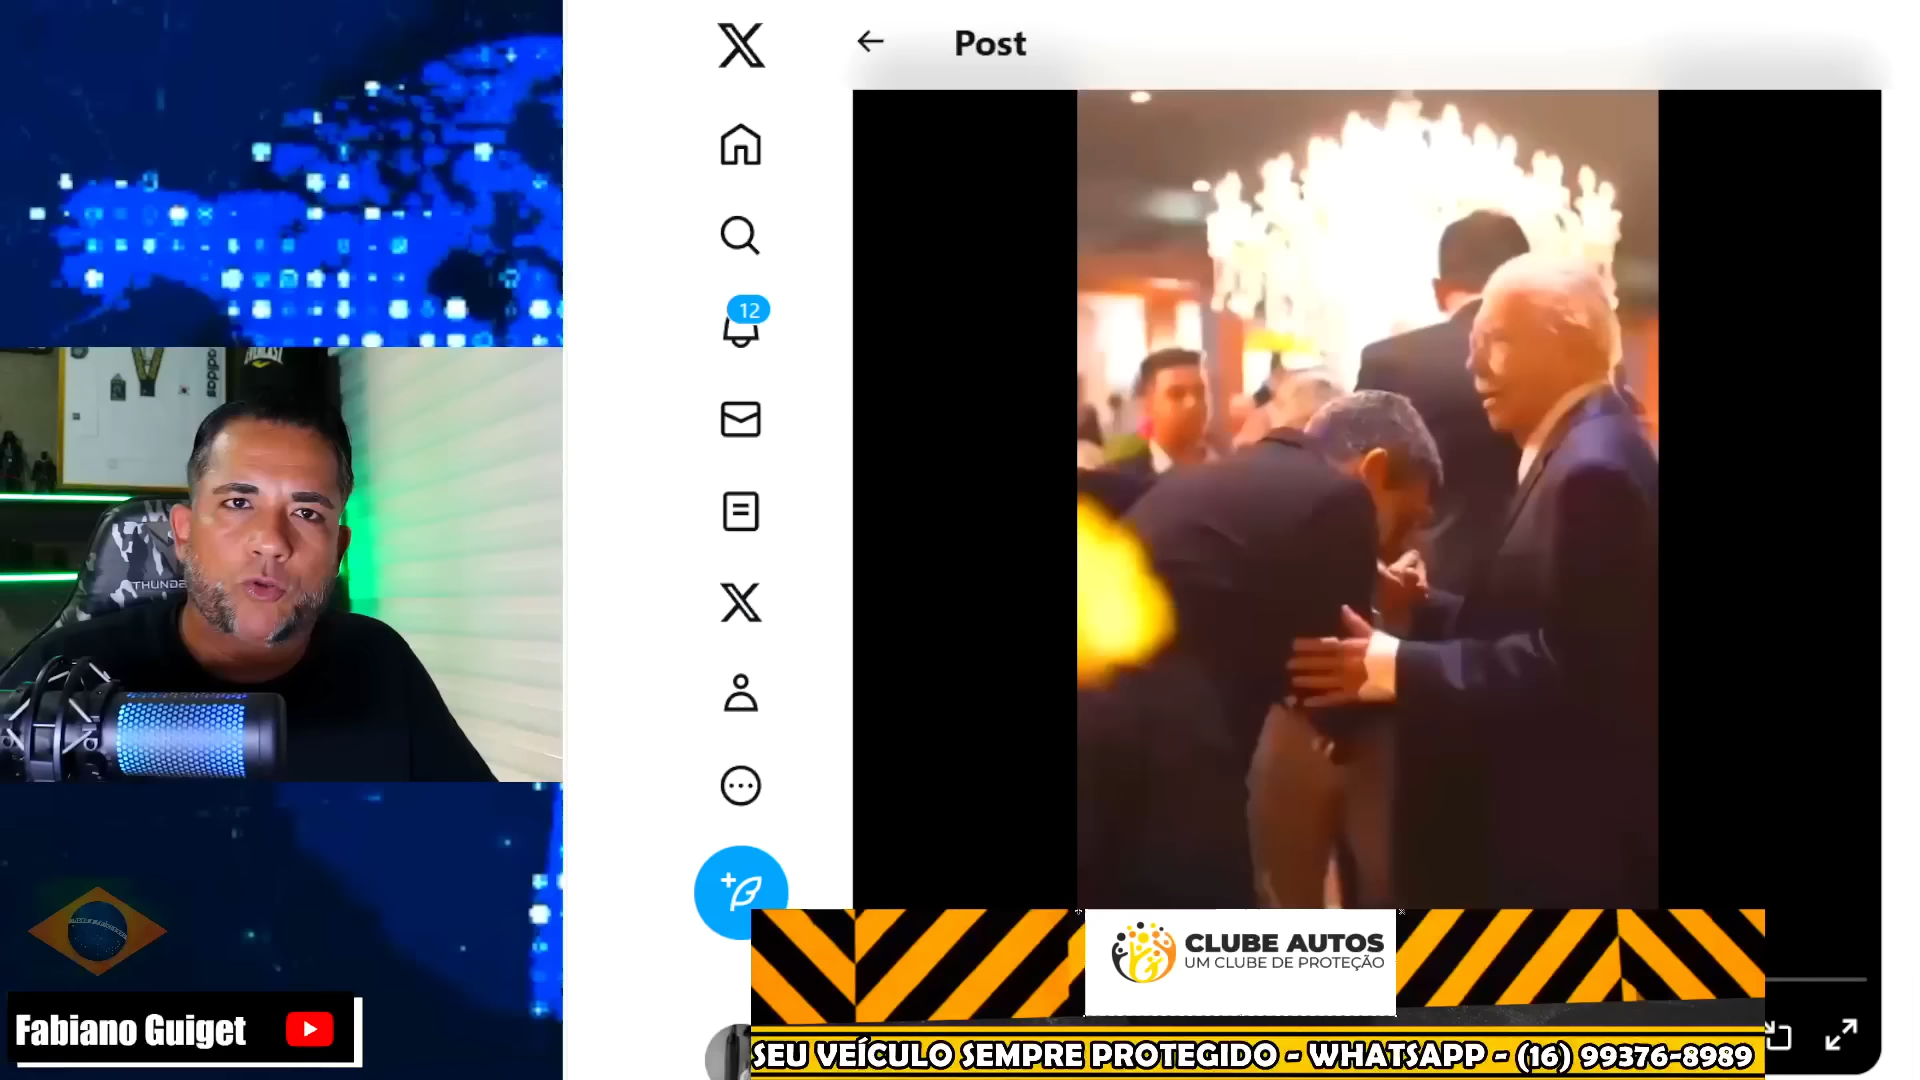 Post
12
adidas
EVERLAST
THUNDE
Fabiano Guiget
CLUBE AUTOS
UM CLUBE DE PROTEÇÃO
SEU VEÍCULO SEMPRE PROTEGIDO - WHATSAPP - (16) 99376-8989